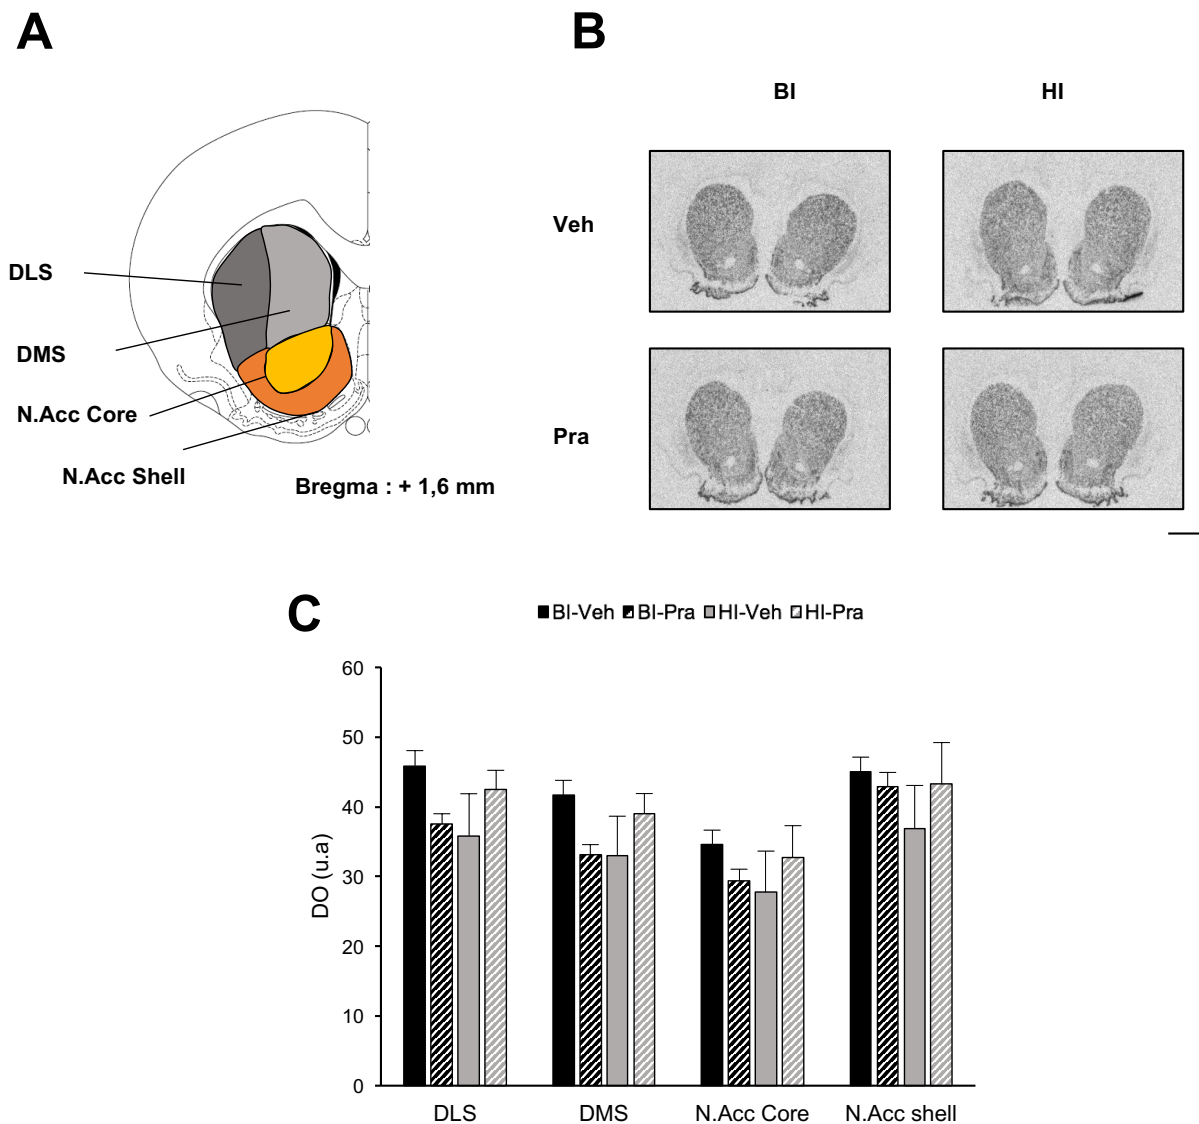 A
DLS
DMS
N.Acc Core
N.Acc Shell
Bregma : + 1,6 mm
B
BI
HI
Veh
Pra
C
BI-Veh BI-Pra HI-Veh HI-Pra
DO (u.a)
60
50
40
30
20
10
0
DLS DMS N.Acc Core N.Acc shell